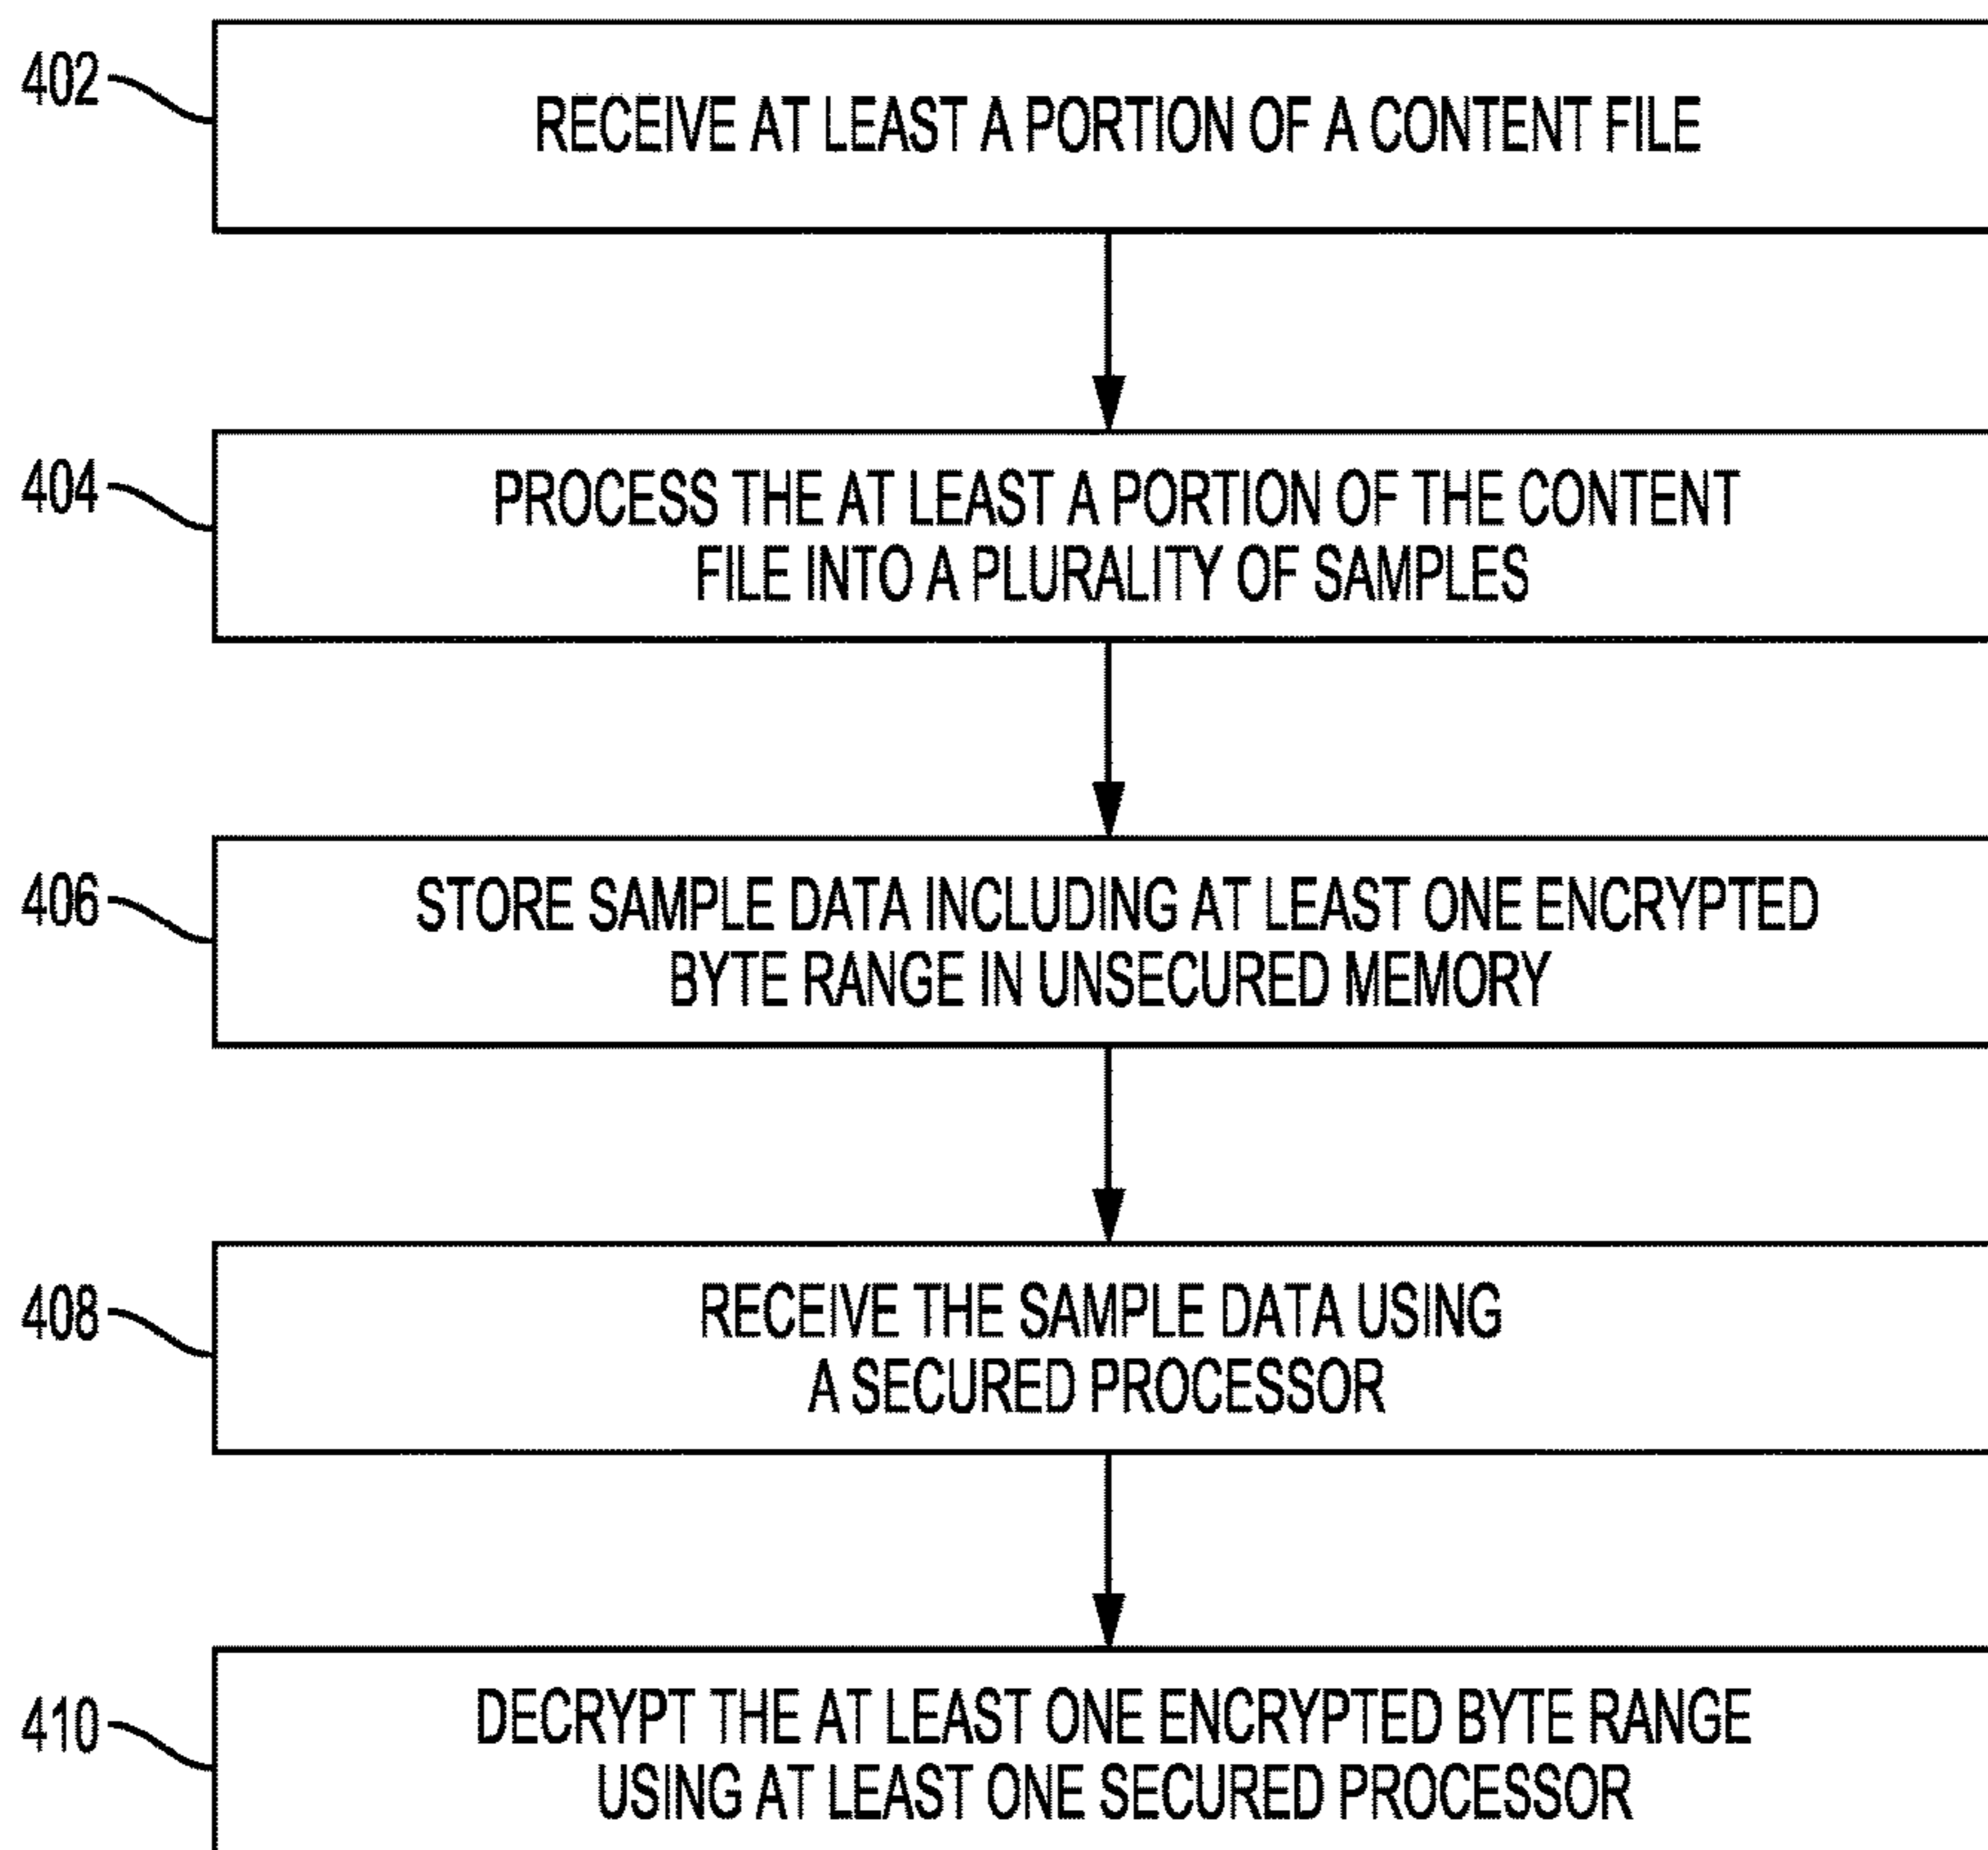 402
RECEIVE AT LEAST A PORTION OF A CONTENT FILE
404
PROCESS THE AT LEAST A PORTION OF THE CONTENT
FILE INTO A PLURALITY OF SAMPLES
406
STORE SAMPLE DATA INCLUDING AT LEAST ONE ENCRYPTED
BYTE RANGE IN UNSECURED MEMORY
408
RECEIVE THE SAMPLE DATA USING
A SECURED PROCESSOR
410
DECRYPT THE AT LEAST ONE ENCRYPTED BYTE RANGE
USING AT LEAST ONE SECURED PROCESSOR